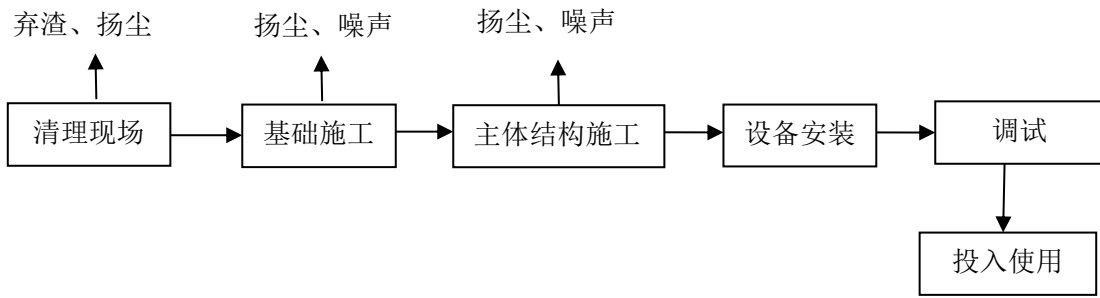 弃渣、扬尘
扬尘、噪声
扬尘、噪声
清理现场
基础施工
主体结构施工
设备安装
调试
投入使用